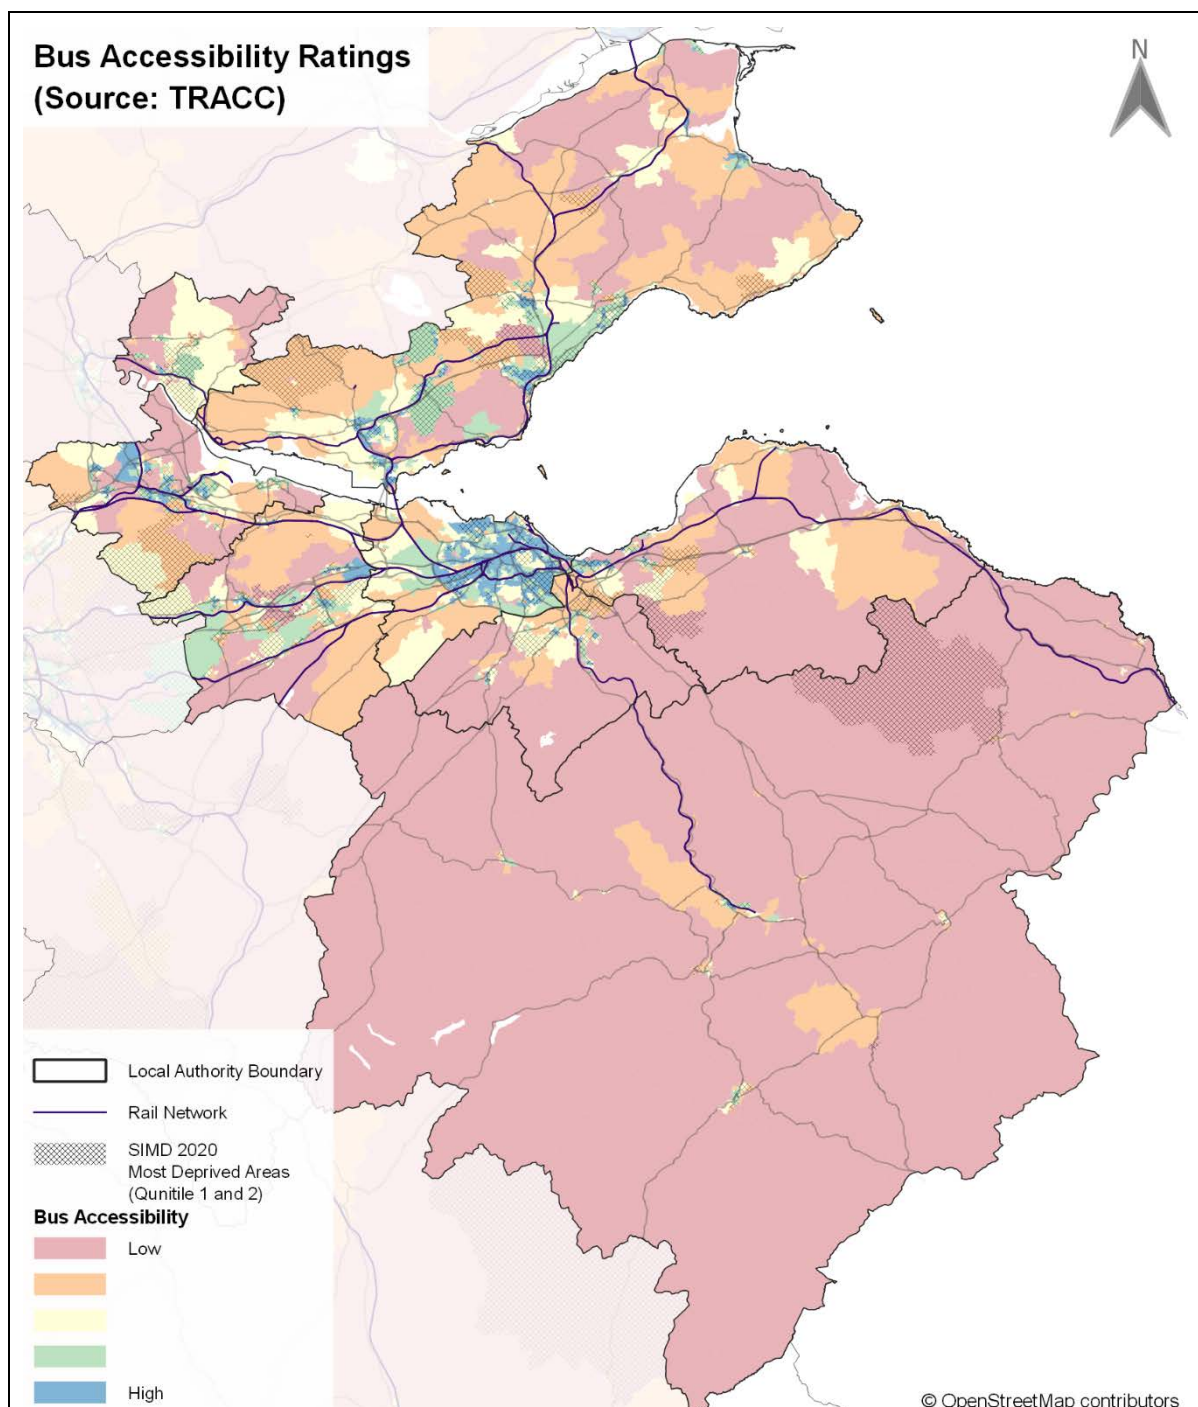 Bus Accessibility Ratings
(Source: TRACC)
N
Local Authority Boundary
Rail Network
SIMD 2020
Most Deprived Areas
(Qunitile 1 and 2)
Bus Accessibility
Low
High
© OpenStreetMap contributors